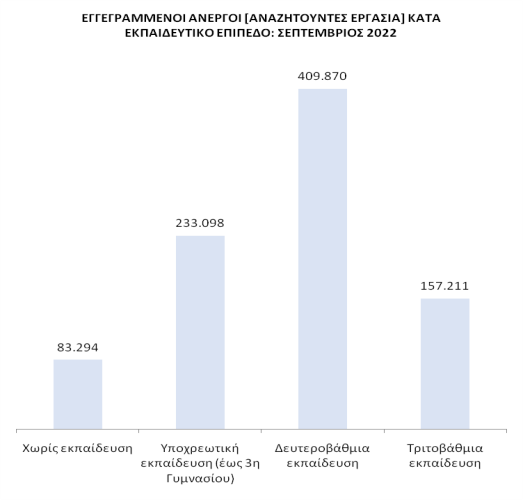 ΕΓΓΕΓΡΑΜΜΕΝΟΙ ΑΝΕΡΓΟΙ [ΑΝΑΖΗΤΟΥΝΤΕΣ ΕΡΓΑΣΙΑ] ΚΑΤΑ
ΕΚΠΑΙΔΕΥΤΙΚΟ ΕΠΙΠΕΔΟ: ΣΕΠΤΕΜΒΡΙΟΣ 2022
409.870
233.098
157.211
83.294
Χωρίς εκπαίδευση
Υποχρεωτική
εκπαίδευση (έως 3η
Γυμνασίου)
Δευτεροβάθμια
εκπαίδευση
Τριτοβάθμια
εκπαίδευση